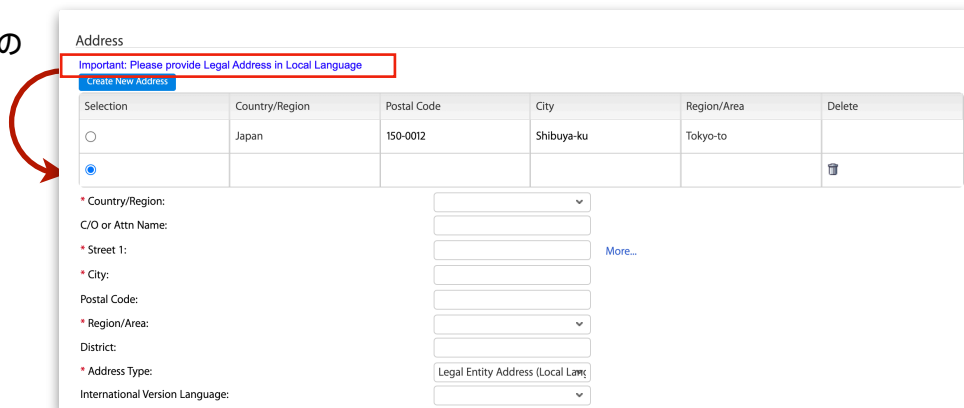 の
Address
Important: Please provide Legal Address in Local Language
Create New Address
Selection Country/Region Postal Code City Region/Area Delete
Japan 150-0012 Shibuya-ku Tokyo-to
* Country/Region:
C/O or Attn Name:
* Street 1: More...
* City:
Postal Code:
* Region/Area:
District:
* Address Type: Legal Entity Address (Local Lang
International Version Language: